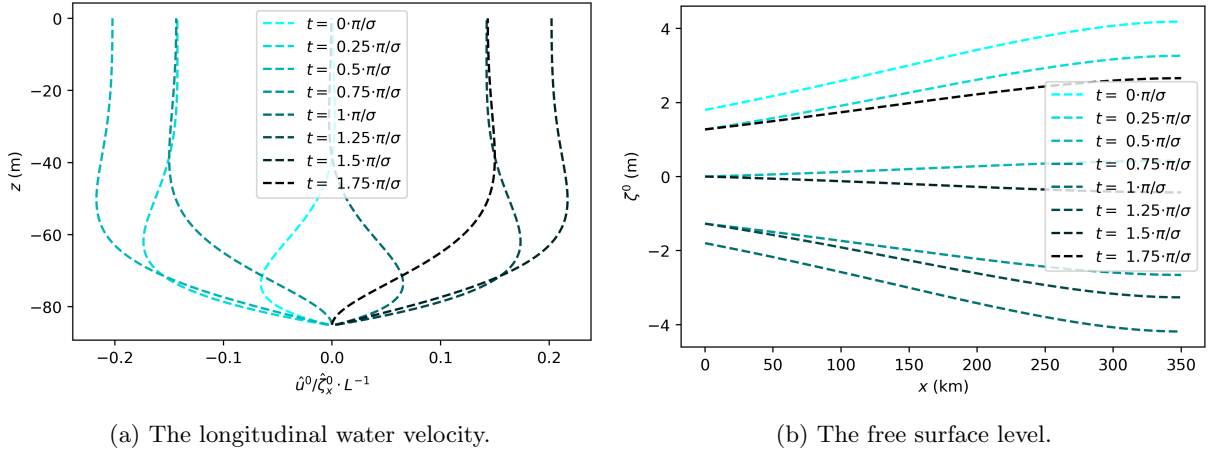 0
−20
−40
−60
−80
z (m)
−0.2
−0.1
0.0
0.1
0.2
û⁰/ζ̂⁰ₓ · L⁻¹
t = 0·π/σ
t = 0.25·π/σ
t = 0.5·π/σ
t = 0.75·π/σ
t = 1·π/σ
t = 1.25·π/σ
t = 1.5·π/σ
t = 1.75·π/σ
(a) The longitudinal water velocity.
4
2
0
−2
−4
ζ⁰ (m)
0
50
100
150
200
250
300
350
x (km)
t = 0·π/σ
t = 0.25·π/σ
t = 0.5·π/σ
t = 0.75·π/σ
t = 1·π/σ
t = 1.25·π/σ
t = 1.5·π/σ
t = 1.75·π/σ
(b) The free surface level.